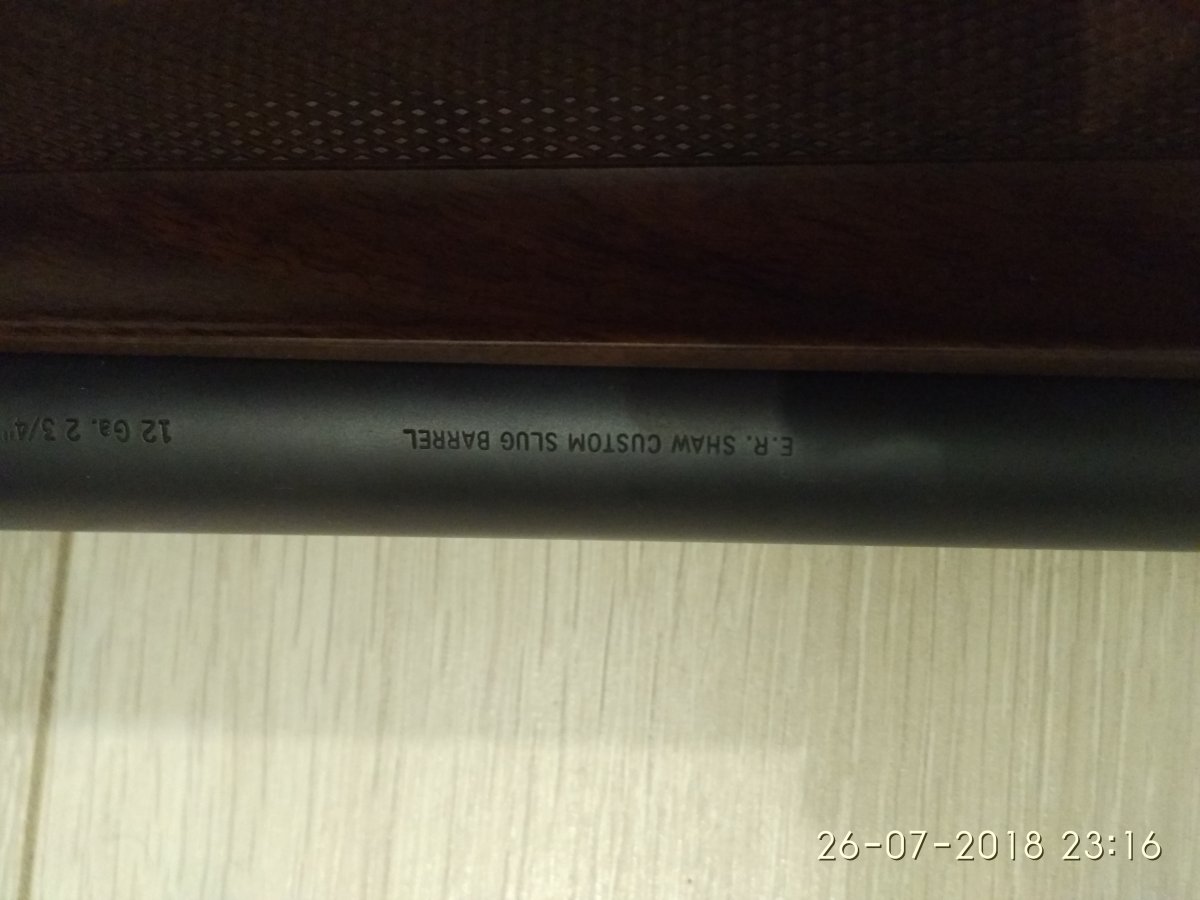 E.R. SHAW CUSTOM SLUG BARREL 12 Ga. 2 3/4"
26-07-2018 23:16